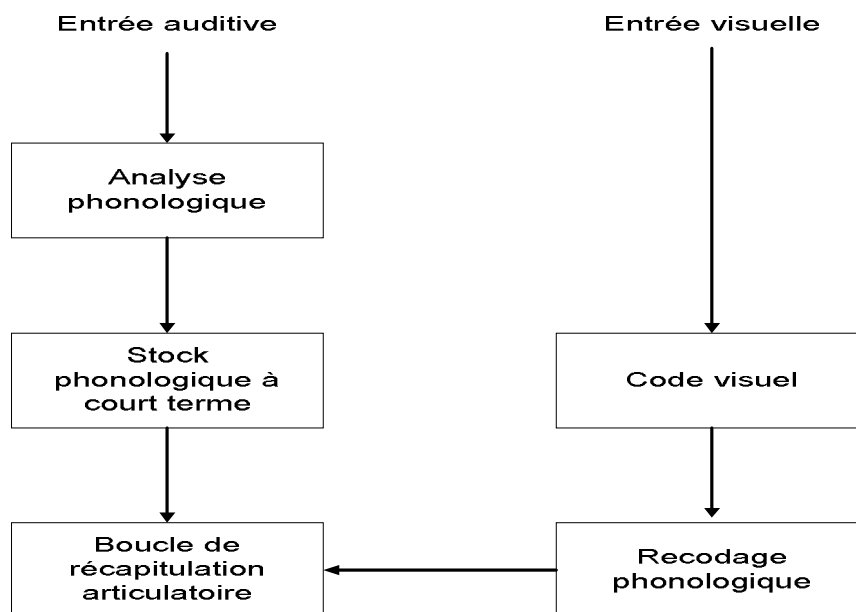 Entrée auditive
Entrée visuelle
Analyse
phonologique
Stock
phonologique à
court terme
Code visuel
Boucle de
récapitulation
articulatoire
Recodage
phonologique